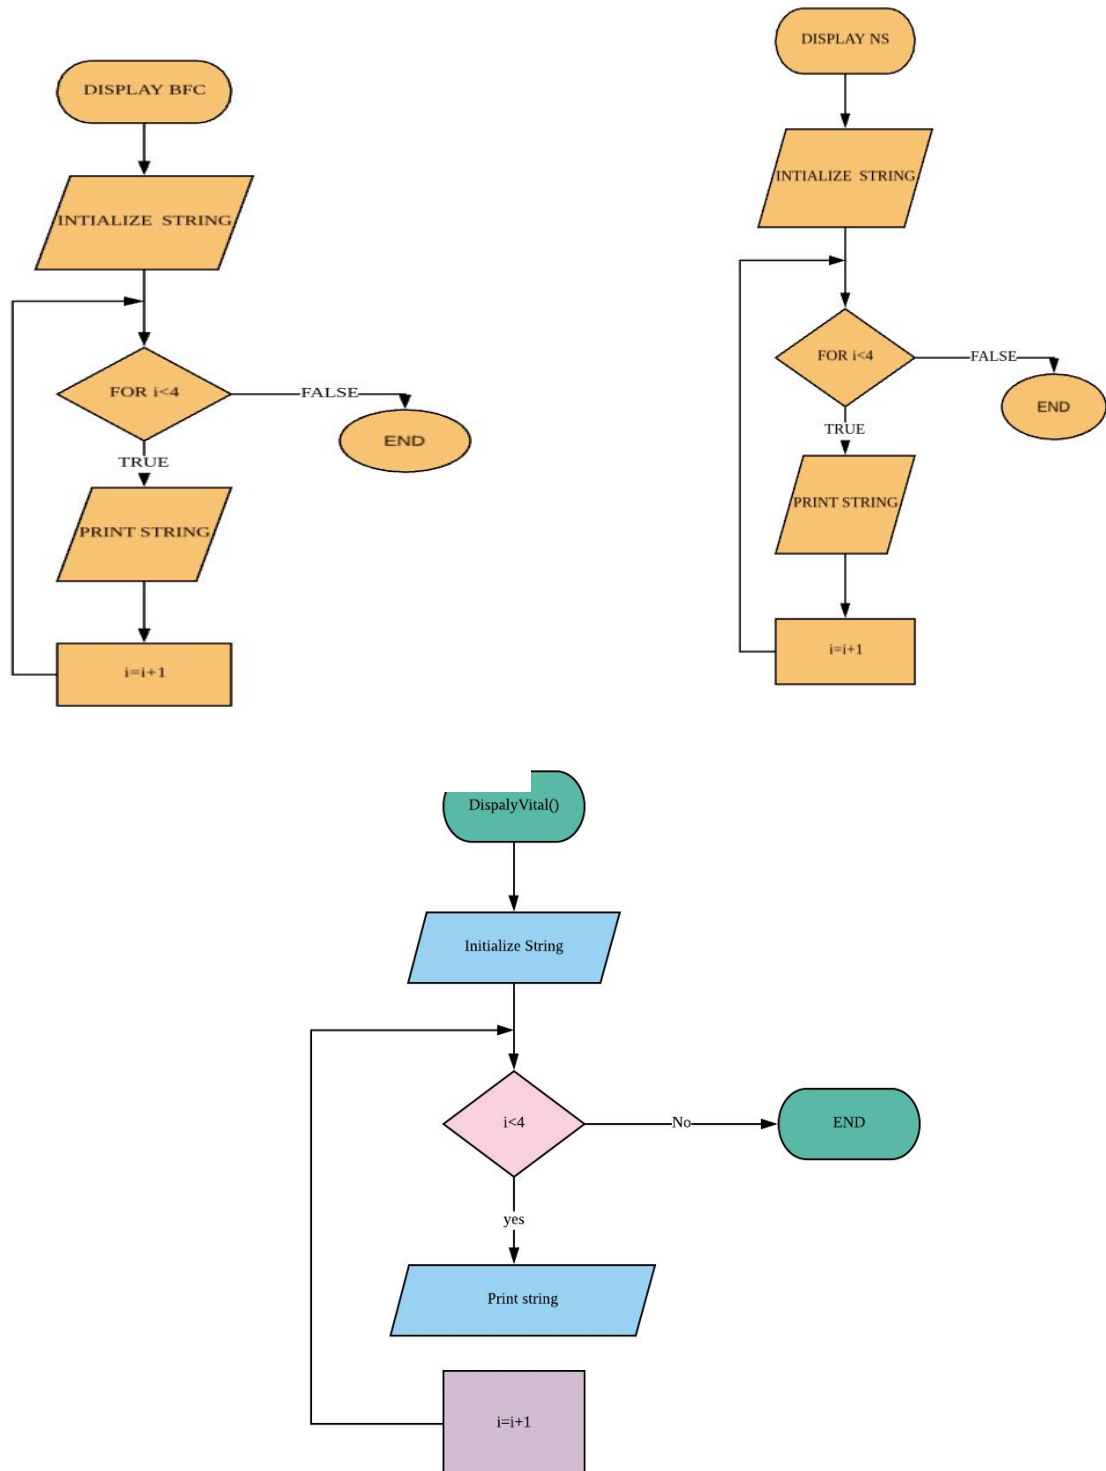 DISPLAY BFC
INTIALIZE STRING
FOR i<4
FALSE
END
TRUE
PRINT STRING
i=i+1
DISPLAY NS
INTIALIZE STRING
FOR i<4
FALSE
END
TRUE
PRINT STRING
i=i+1
DispalyVital()
Initialize String
i<4
No
END
yes
Print string
i=i+1